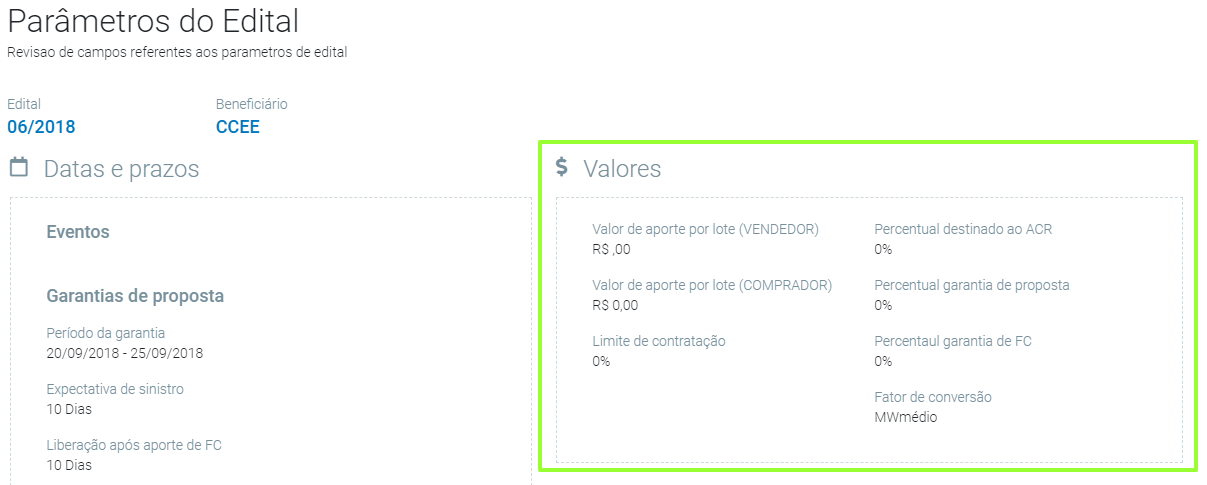 Parâmetros do Edital
Revisao de campos referentes aos parametros de edital
Edital
06/2018
Beneficiário
CCEE
Datas e prazos
Eventos
Garantias de proposta
Período da garantia
20/09/2018 - 25/09/2018
Expectativa de sinistro
10 Dias
Liberação após aporte de FC
10 Dias
$ Valores
Valor de aporte por lote (VENDEDOR)
R$ ,00
Valor de aporte por lote (COMPRADOR)
R$ 0,00
Limite de contratação
0%
Percentual destinado ao ACR
0%
Percentual garantia de proposta
0%
Percentaul garantia de FC
0%
Fator de conversão
MWmédio